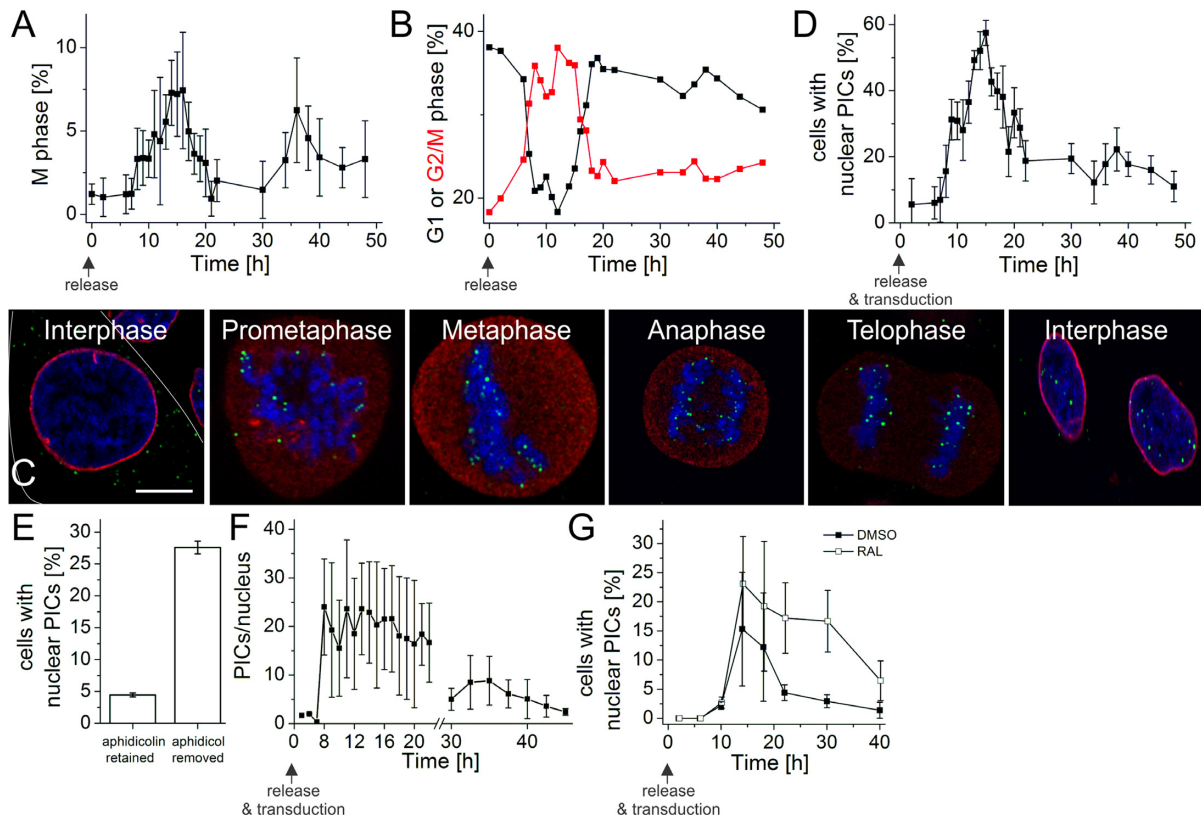 A
M phase [%]
10
5
0
0 10 20 30 40 50
Time [h]
release
B
G1 or G2/M phase [%]
40
20
0 10 20 30 40 50
Time [h]
release
D
cells with
nuclear PICs [%]
60
40
20
0
0 10 20 30 40 50
Time [h]
release
& transduction
C
Interphase
Prometaphase
Metaphase
Anaphase
Telophase
Interphase
E
cells with
nuclear PICs [%]
30
25
20
15
10
5
0
aphidicolin
retained
aphidicol
removed
F
PICs/nucleus
40
30
20
10
0
0 4 8 12 16 20 30 40
Time [h]
release
& transduction
G
DMSO
RAL
cells with
nuclear PICs [%]
30
25
20
15
10
5
0
0 10 20 30 40
Time [h]
release
& transduction